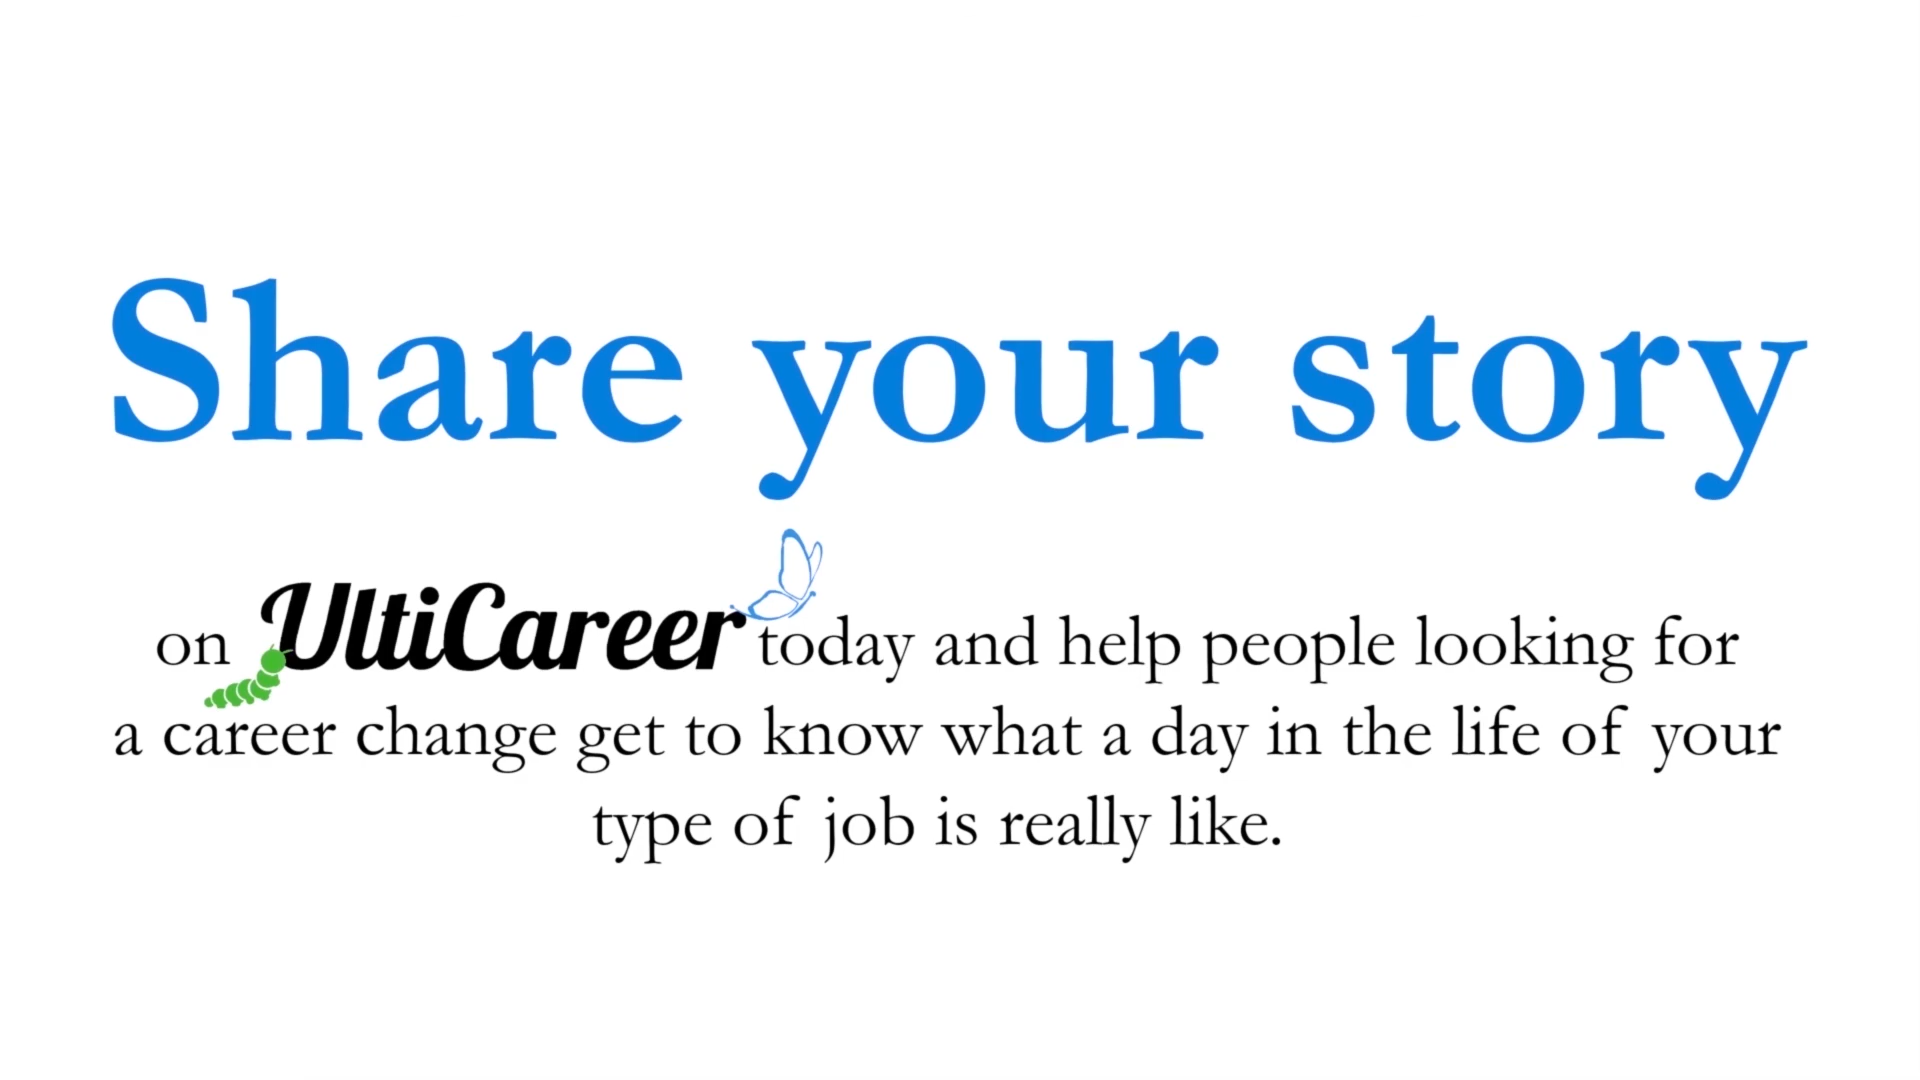 Share your story
on UltiCareer today and help people looking for
a career change get to know what a day in the life of your
type of job is really like.